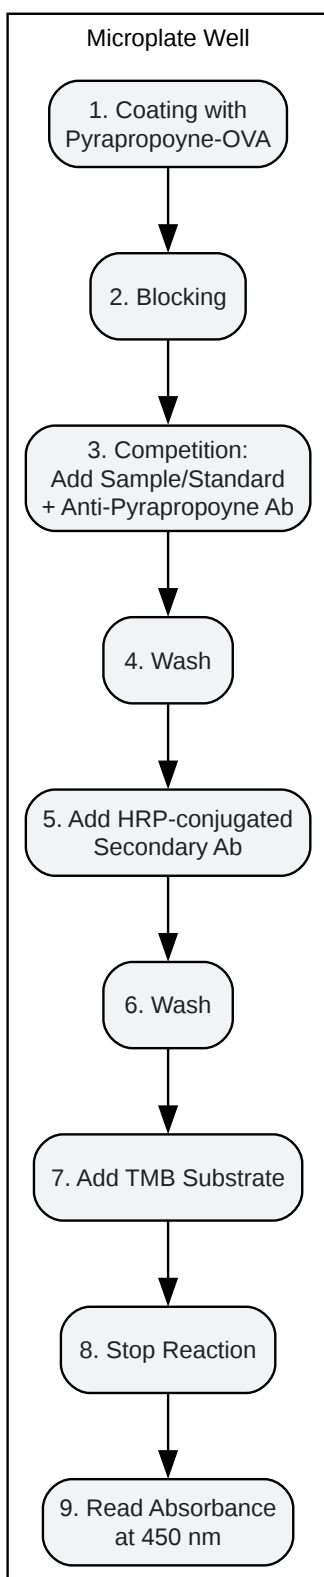 Microplate Well
1. Coating with
Pyrapropoyne-OVA
2. Blocking
3. Competition:
Add Sample/Standard
+ Anti-Pyrapropoyne Ab
4. Wash
5. Add HRP-conjugated
Secondary Ab
6. Wash
7. Add TMB Substrate
8. Stop Reaction
9. Read Absorbance
at 450 nm